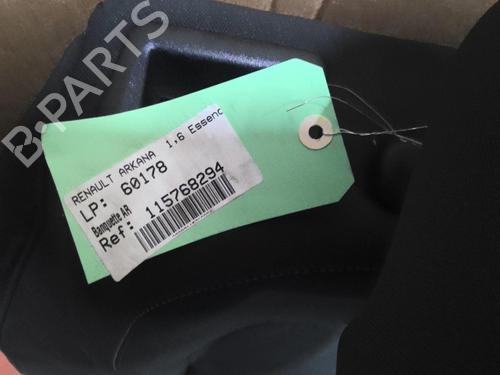 B-PARTS
RENAULT ARKANA 1,6 Essenc
LP: 60178
Banquette AR
Ref: 115768294